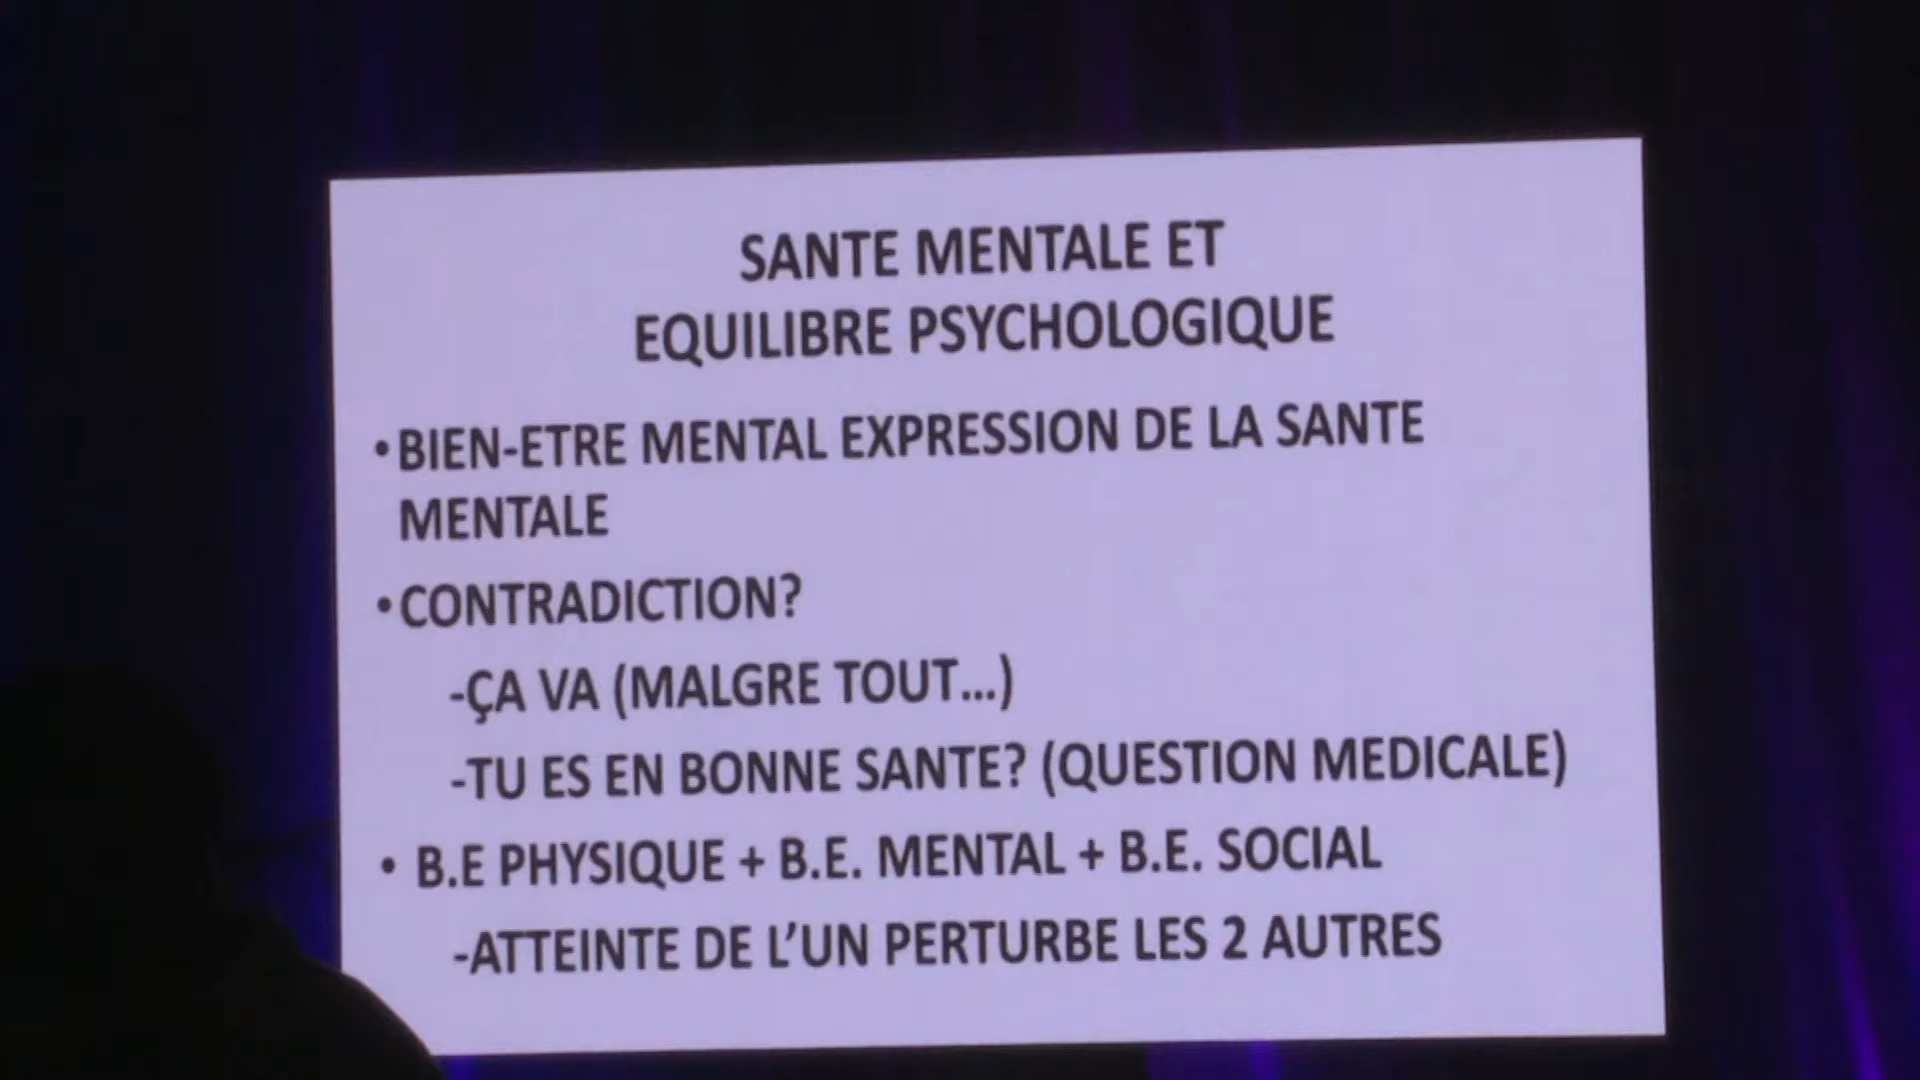 SANTE MENTALE ET
EQUILIBRE PSYCHOLOGIQUE
•BIEN-ETRE MENTAL EXPRESSION DE LA SANTE
MENTALE
•CONTRADICTION?
-ÇA VA (MALGRE TOUT...)
-TU ES EN BONNE SANTE? (QUESTION MEDICALE)
• B.E PHYSIQUE + B.E. MENTAL + B.E. SOCIAL
-ATTEINTE DE L’UN PERTURBE LES 2 AUTRES